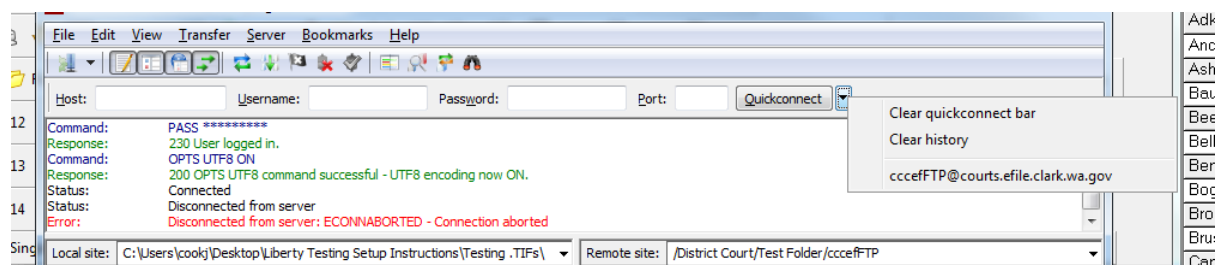 File Edit View Transfer Server Bookmarks Help
Host: Username: Password: Port: Quickconnect
Clear quickconnect bar
Clear history
cccefFTP@courts.efile.clark.wa.gov
Command: PASS *********
Response: 230 User logged in.
Command: OPTS UTF8 ON
Response: 200 OPTS UTF8 command successful - UTF8 encoding now ON.
Status: Connected
Status: Disconnected from server
Error: Disconnected from server: ECONNABORTED - Connection aborted
Local site: C:\Users\cookj\Desktop\Liberty Testing Setup Instructions\Testing .TIFs\ Remote site: /District Court/Test Folder/cccefFTP
12
13
14
Sing
Adk
Ash
Bau
Bee
Bell
Ber
Bog
Bro
Brus